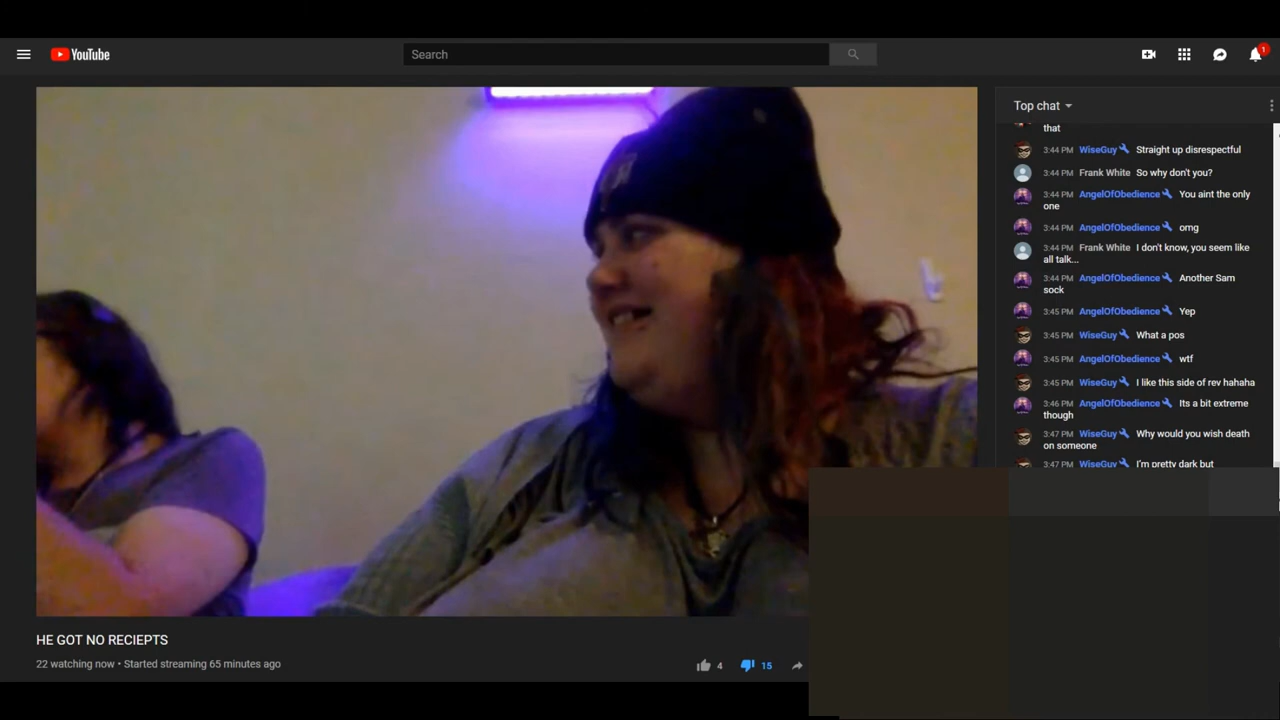 YouTube
Search
1
Top chat
that
3:44 PM WiseGuy Straight up disrespectful
3:44 PM Frank White So why don't you?
3:44 PM AngelOfObedience You aint the only
one
3:44 PM AngelOfObedience omg
3:44 PM Frank White I don't know, you seem like
all talk...
3:44 PM AngelOfObedience Another Sam
sock
3:45 PM AngelOfObedience Yep
3:45 PM WiseGuy What a pos
3:45 PM AngelOfObedience wtf
3:45 PM WiseGuy I like this side of rev hahaha
3:46 PM AngelOfObedience Its a bit extreme
though
3:47 PM WiseGuy Why would you wish death
on someone
3:47 PM WiseGuy I'm pretty dark but
HE GOT NO RECIEPTS
22 watching now • Started streaming 65 minutes ago
4
15